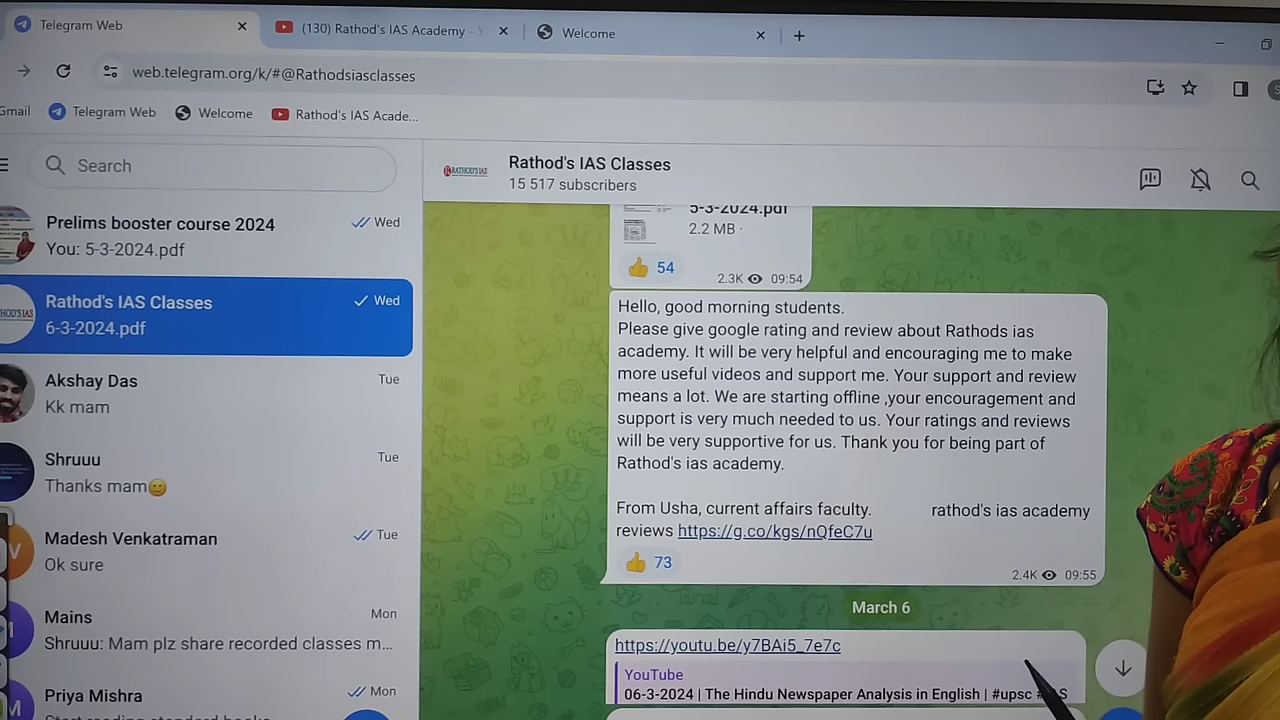 Telegram Web
(130) Rathod's IAS Academy -
Welcome
web.telegram.org/k/#@Rathodsiasclasses
Gmail
Telegram Web
Welcome
Rathod's IAS Acade...
Search
Prelims booster course 2024
Wed
You: 5-3-2024.pdf
Rathod's IAS Classes
Wed
6-3-2024.pdf
Akshay Das
Tue
Kk mam
Shruuu
Tue
Thanks mam
Madesh Venkatraman
Tue
Ok sure
Mains
Mon
Shruuu: Mam plz share recorded classes m...
Priya Mishra
Mon
RATHOD'S IAS
Rathod's IAS Classes
15 517 subscribers
5-3-2024.pdf
2.2 MB ·
54
2.3K 09:54
Hello, good morning students.
Please give google rating and review about Rathods ias
academy. It will be very helpful and encouraging me to make
more useful videos and support me. Your support and review
means a lot. We are starting offline ,your encouragement and
support is very much needed to us. Your ratings and reviews
will be very supportive for us. Thank you for being part of
Rathod's ias academy.
From Usha, current affairs faculty. rathod's ias academy
reviews https://g.co/kgs/nQfeC7u
73
2.4K 09:55
March 6
https://youtu.be/y7BAi5_7e7c
YouTube
06-3-2024 | The Hindu Newspaper Analysis in English | #upsc